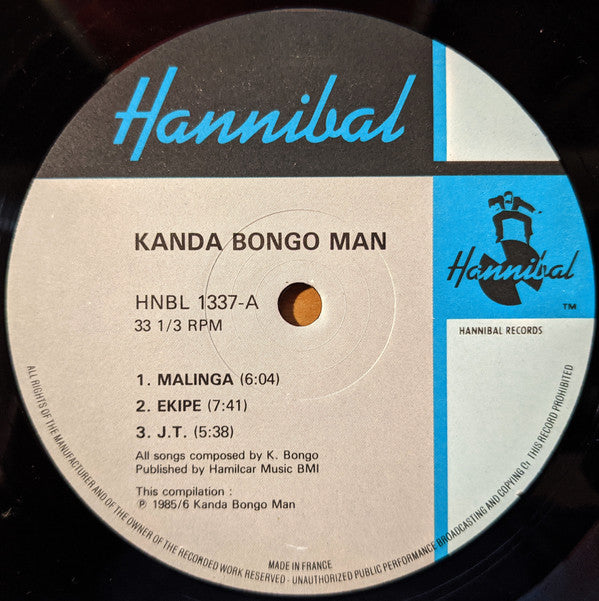 Hannibal
Hannibal
TM
HANNIBAL RECORDS
KANDA BONGO MAN
HNBL 1337-A
33 1/3 RPM
1. MALINGA (6:04)
2. EKIPE (7:41)
3. J.T. (5:38)
All songs composed by K. Bongo
Published by Hamilcar Music BMI
This compilation :
℗ 1985/6 Kanda Bongo Man
MADE IN FRANCE
ALL RIGHTS OF THE MANUFACTURER AND OF THE OWNER OF THE RECORDED WORK RESERVED - UNAUTHORIZED PUBLIC PERFORMANCE BROADCASTING AND COPYING OF THIS RECORD PROHIBITED